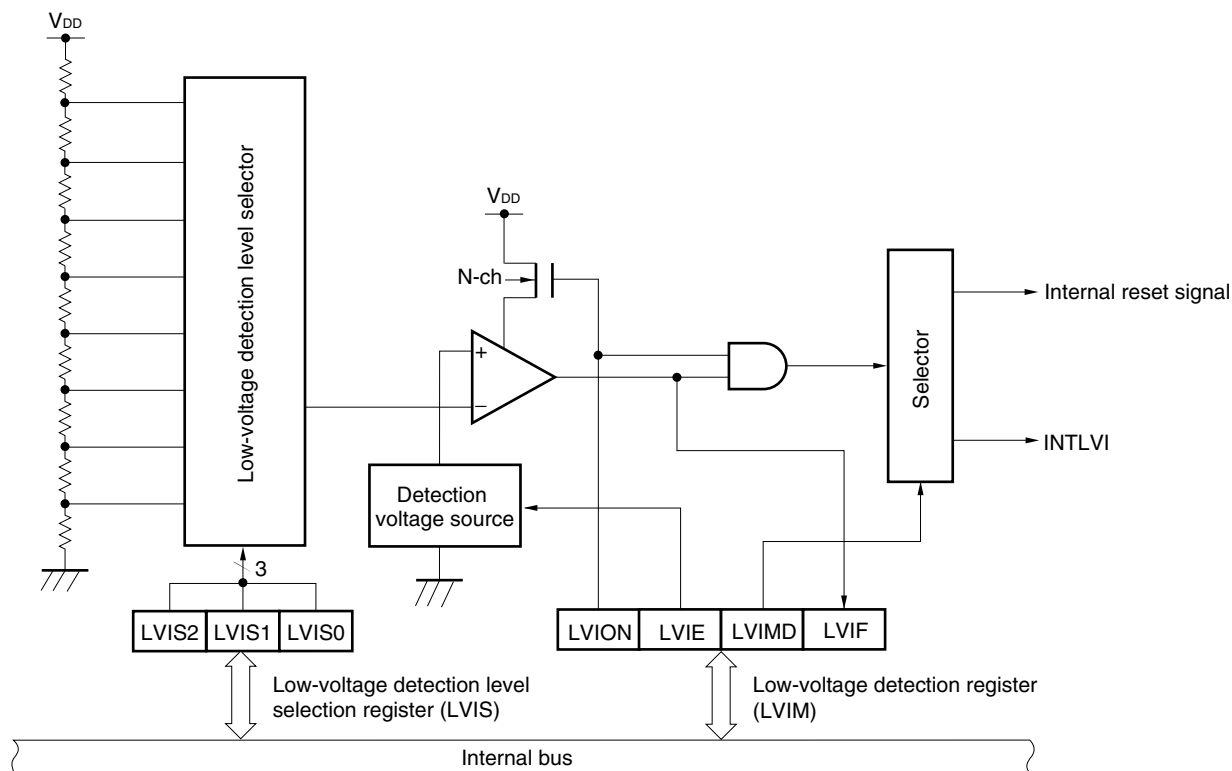 VDD
Low-voltage detection level selector
VDD
N-ch
+
−
Selector
Internal reset signal
INTLVI
Detection
voltage source
3
LVIS2 LVIS1 LVIS0
LVION LVIE LVIMD LVIF
Low-voltage detection level
selection register (LVIS)
Low-voltage detection register
(LVIM)
Internal bus